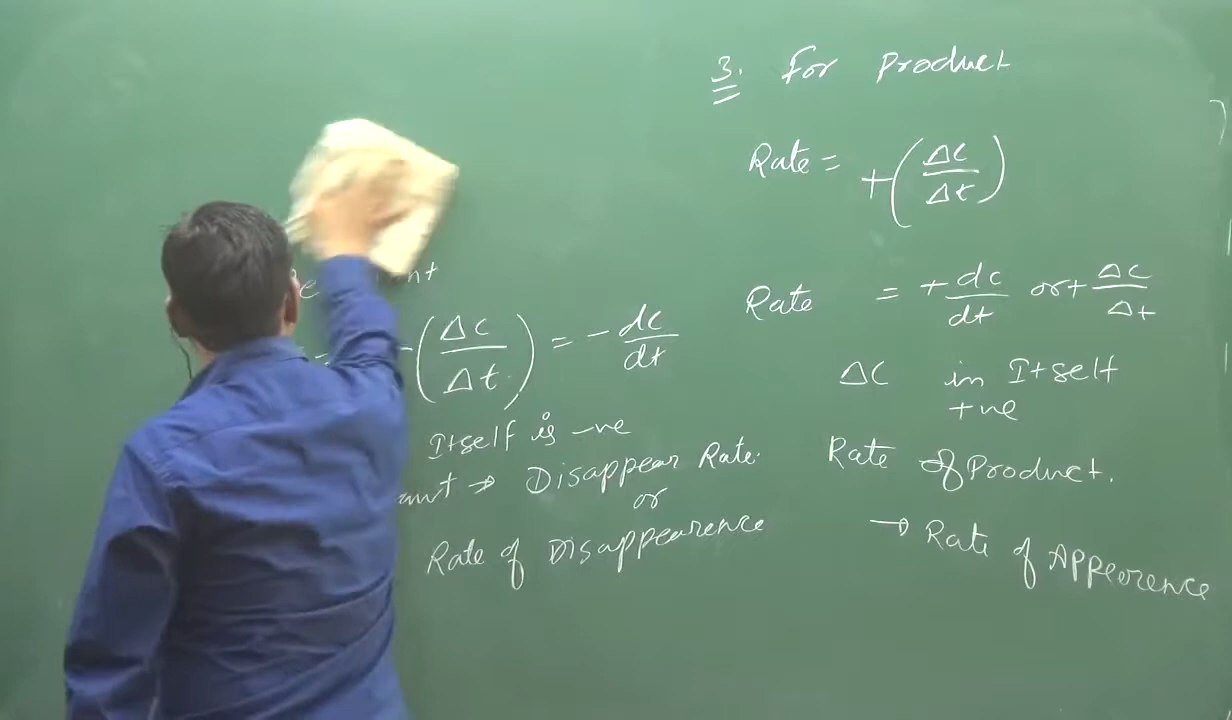 = -(ΔC/Δt) = -dc/dt
Itself is -ve
Disappear Rate.
or
Rate of Disappearence
3. For Product
Rate = +(ΔC/Δt)
Rate = +dc/dt or + ΔC/Δt
ΔC in Itself
+ve
Rate of Product.
→ Rate of Appearence